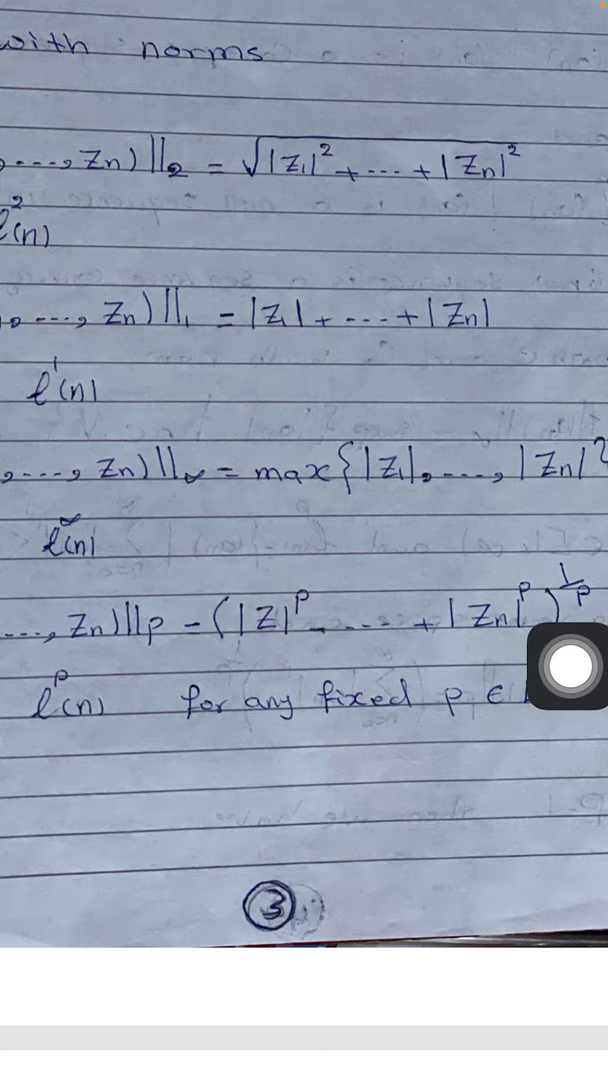 with norms
, ..., Zn)||₂ = √|Z₁|² + ... + |Zn|²
ℓ²(n)
, ..., Zn)||₁ = |Z₁| + ... + |Zn|
ℓ¹(n)
, ..., Zn)||∞ = max{|Z₁|, ..., |Zn|}
ℓ∞(n)
..., Zn)||p = (|Z|ᵖ + ... + |Zn|ᵖ)^1/p
ℓᵖ(n) for any fixed p ∈
3